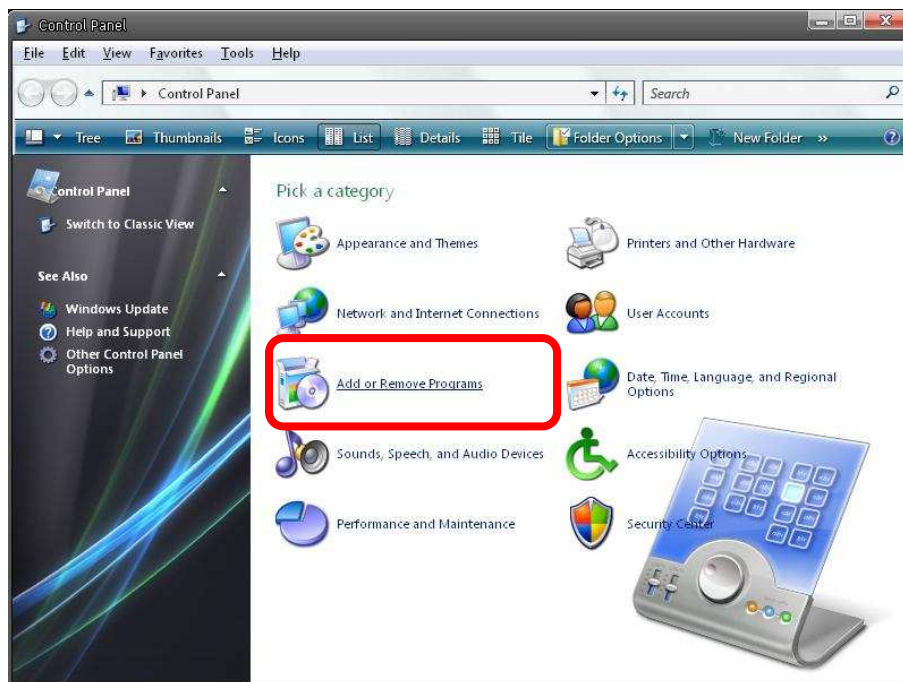 Control Panel
File Edit View Favorites Tools Help
Control Panel Search
Tree Thumbnails Icons List Details Tile Folder Options New Folder »
Control Panel
Switch to Classic View
See Also
Windows Update
Help and Support
Other Control Panel
Options
Pick a category
Appearance and Themes
Printers and Other Hardware
Network and Internet Connections
User Accounts
Add or Remove Programs
Date, Time, Language, and Regional
Options
Sounds, Speech, and Audio Devices
Accessibility Options
Performance and Maintenance
Security Center